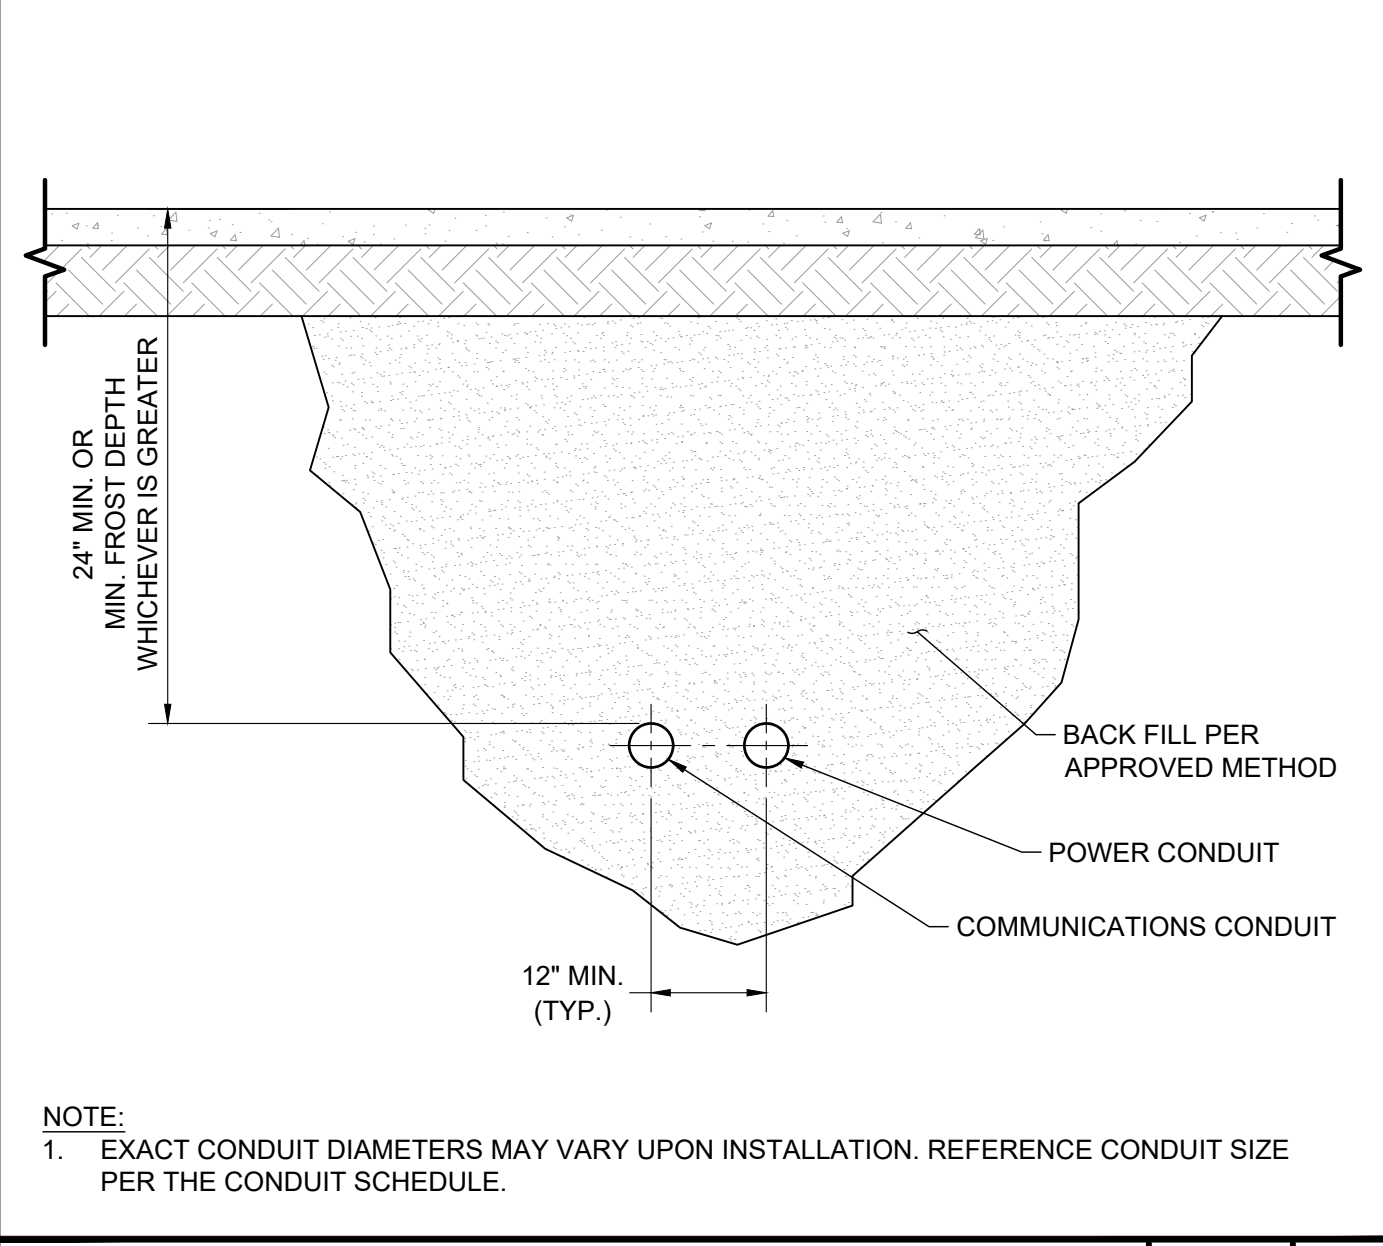 24" MIN. OR
MIN. FROST DEPTH
WHICHEVER IS GREATER
BACK FILL PER
APPROVED METHOD
POWER CONDUIT
COMMUNICATIONS CONDUIT
12" MIN.
(TYP.)
NOTE:
1. EXACT CONDUIT DIAMETERS MAY VARY UPON INSTALLATION. REFERENCE CONDUIT SIZE
PER THE CONDUIT SCHEDULE.